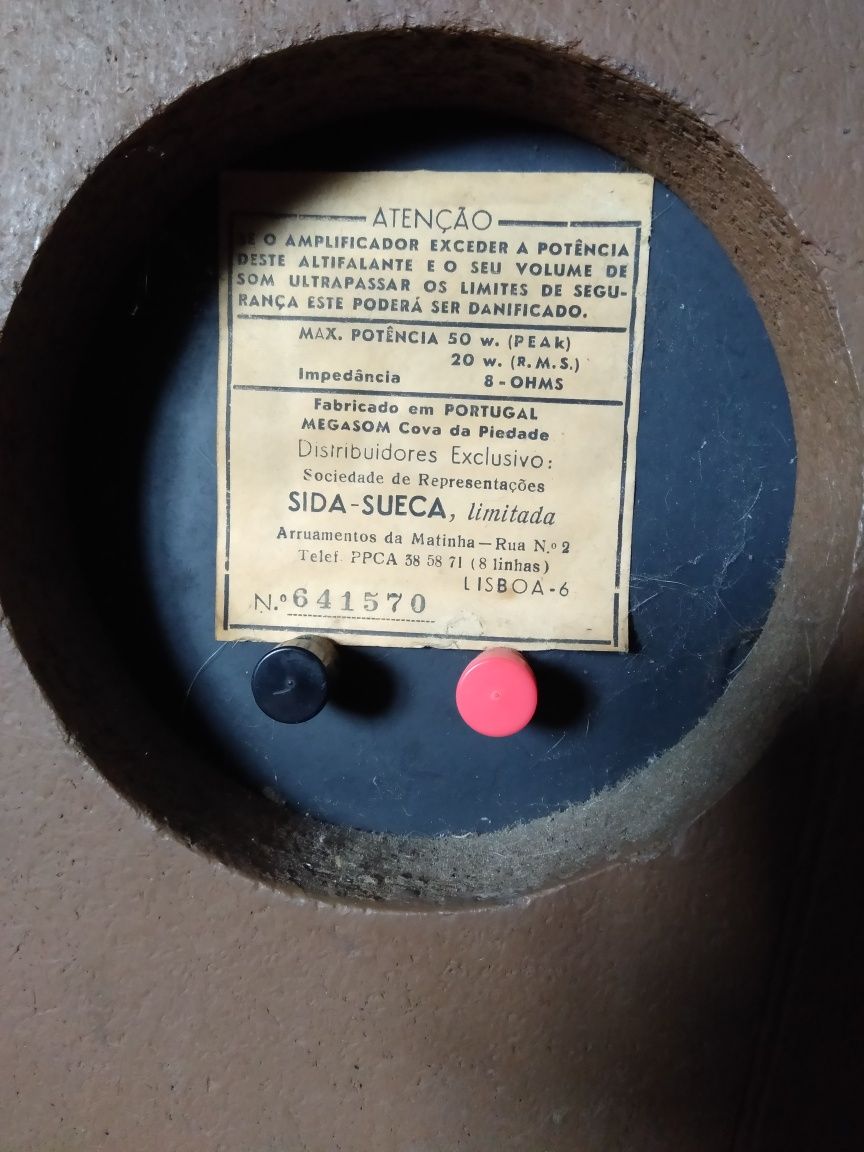 ATENÇÃO
SE O AMPLIFICADOR EXCEDER A POTÊNCIA
DESTE ALTIFALANTE E O SEU VOLUME DE
SOM ULTRAPASSAR OS LIMITES DE SEGU-
RANÇA ESTE PODERÁ SER DANIFICADO.
MAX. POTÊNCIA 50 w. (PEAk)
20 w. (R.M.S.)
Impedância 8-OHMS
Fabricado em PORTUGAL
MEGASOM Cova da Piedade
Distribuidores Exclusivo:
Sociedade de Representações
SIDA-SUECA, limitada
Arruamentos da Matinha — Rua N.º 2
Telef. PPCA 38 58 71 (8 linhas)
LISBOA-6
N.º 641570